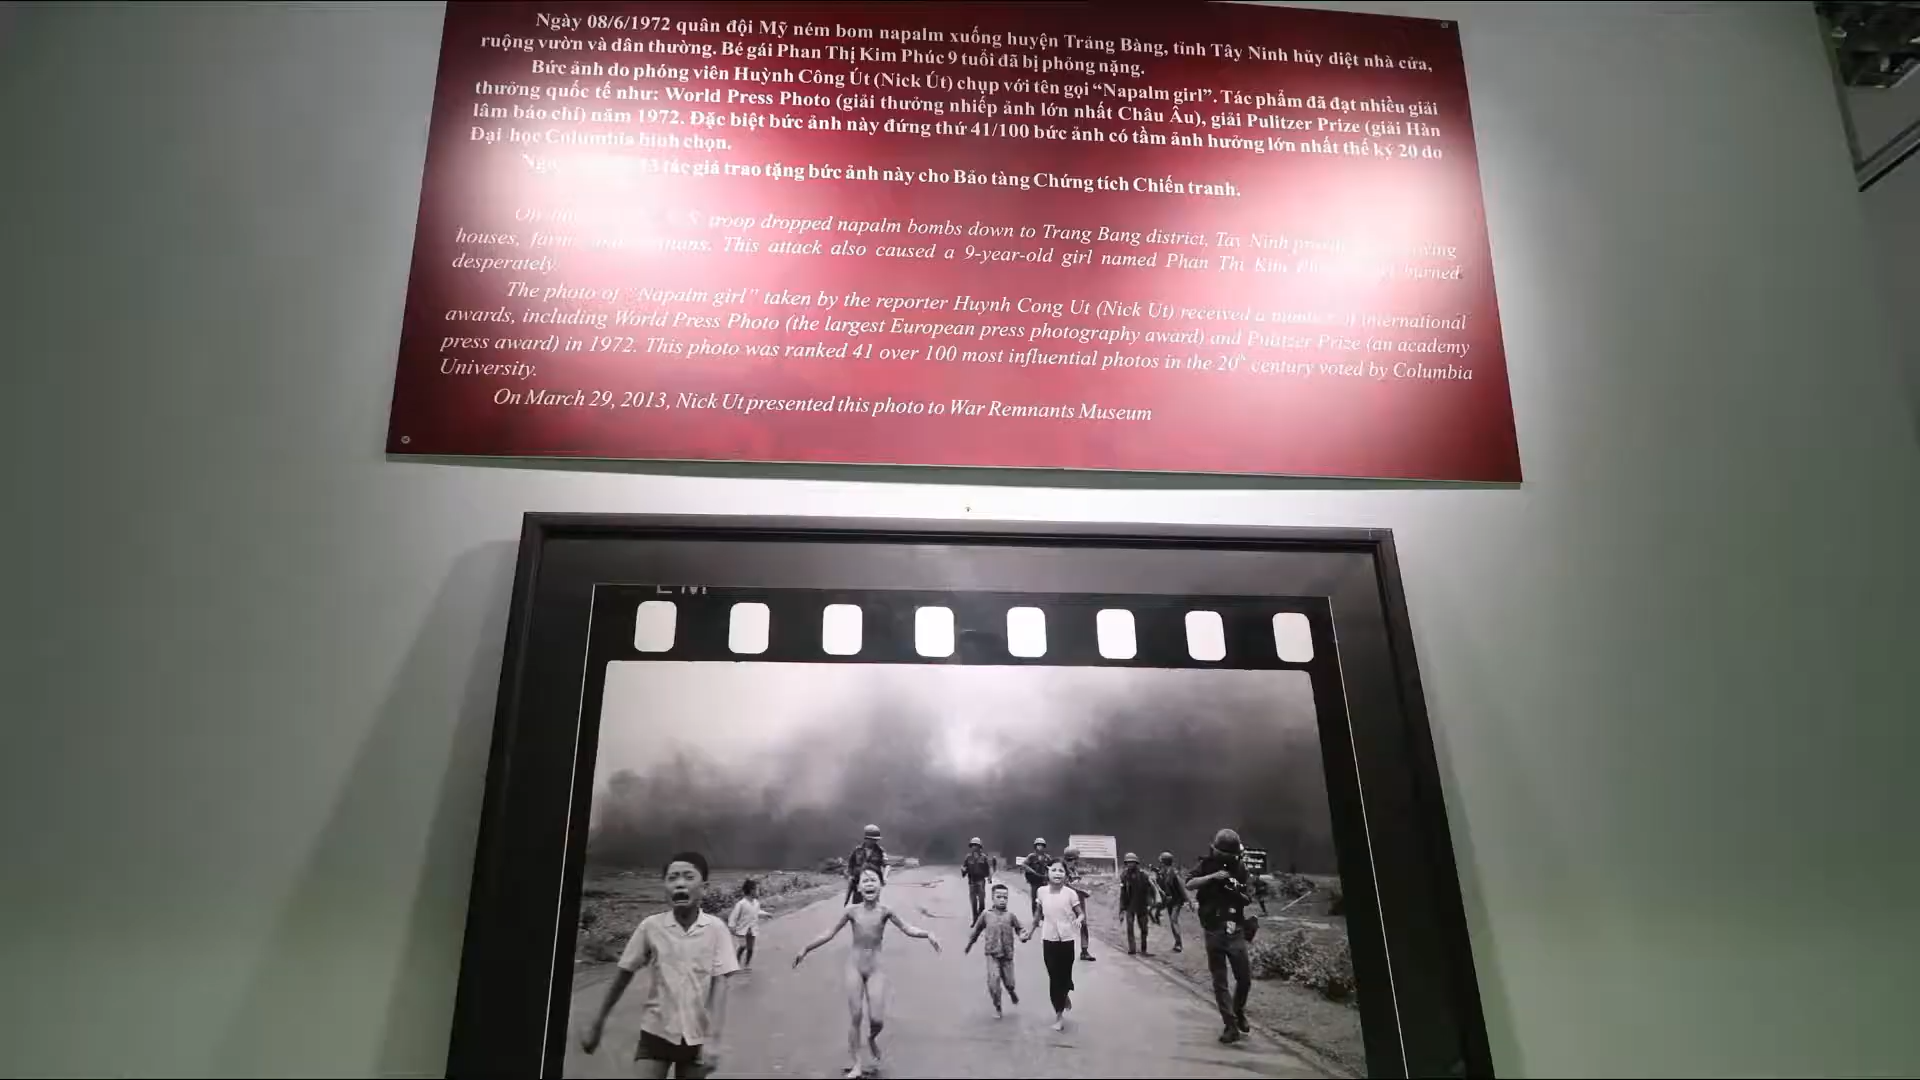 Ngày 08/6/1972 quân đội Mỹ ném bom napalm xuống huyện Trảng Bàng, tỉnh Tây Ninh hủy diệt nhà cửa,
ruộng vườn và dân thường. Bé gái Phan Thị Kim Phúc 9 tuổi đã bị phỏng nặng.
Bức ảnh do phóng viên Huỳnh Công Út (Nick Út) chụp với tên gọi “Napalm girl”. Tác phẩm đã đạt nhiều giải
thưởng quốc tế như: World Press Photo (giải thưởng nhiếp ảnh lớn nhất Châu Âu), giải Pulitzer Prize (giải Hàn
lâm báo chí) năm 1972. Đặc biệt bức ảnh này đứng thứ 41/100 bức ảnh có tầm ảnh hưởng lớn nhất thế kỷ 20 do
Đại học Columbia bình chọn.
tác giả trao tặng bức ảnh này cho Bảo tàng Chứng tích Chiến tranh.
troop dropped napalm bombs down to Trang Bang district, Tay Ninh
houses, This attack also caused a 9-year-old girl named Phan Thi Kim burned
desperately.
The photo of “Napalm girl” taken by the reporter Huynh Cong Ut (Nick Ut) received a number of international
awards, including World Press Photo (the largest European press photography award) and Pulitzer Prize (an academy
press award) in 1972. This photo was ranked 41 over 100 most influential photos in the 20th century voted by Columbia
University.
On March 29, 2013, Nick Ut presented this photo to War Remnants Museum